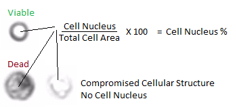 Viable
Cell Nucleus
Total Cell Area
X 100 = Cell Nucleus %
Dead
Compromised Cellular Structure
No Cell Nucleus